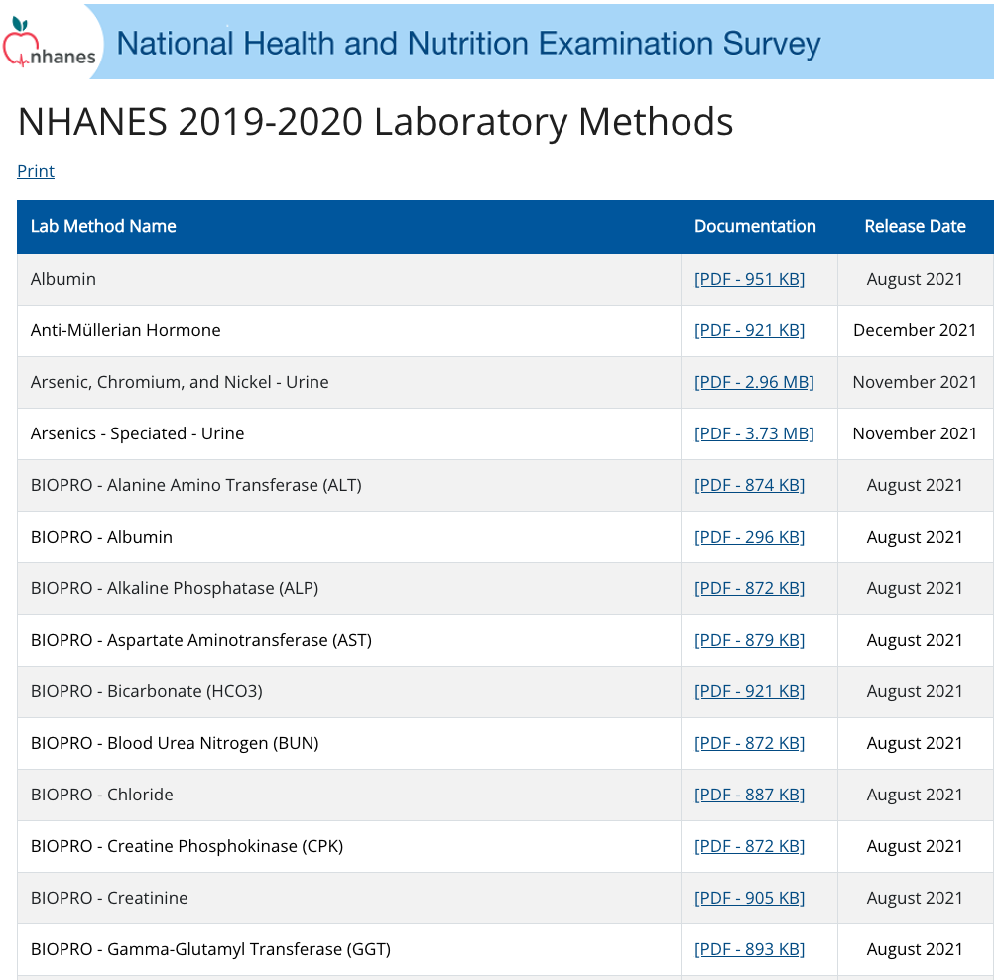 nhanes
National Health and Nutrition Examination Survey
NHANES 2019-2020 Laboratory Methods
Print
Lab Method Name Documentation Release Date
Albumin [PDF - 951 KB] August 2021
Anti-Müllerian Hormone [PDF - 921 KB] December 2021
Arsenic, Chromium, and Nickel - Urine [PDF - 2.96 MB] November 2021
Arsenics - Speciated - Urine [PDF - 3.73 MB] November 2021
BIOPRO - Alanine Amino Transferase (ALT) [PDF - 874 KB] August 2021
BIOPRO - Albumin [PDF - 296 KB] August 2021
BIOPRO - Alkaline Phosphatase (ALP) [PDF - 872 KB] August 2021
BIOPRO - Aspartate Aminotransferase (AST) [PDF - 879 KB] August 2021
BIOPRO - Bicarbonate (HCO3) [PDF - 921 KB] August 2021
BIOPRO - Blood Urea Nitrogen (BUN) [PDF - 872 KB] August 2021
BIOPRO - Chloride [PDF - 887 KB] August 2021
BIOPRO - Creatine Phosphokinase (CPK) [PDF - 872 KB] August 2021
BIOPRO - Creatinine [PDF - 905 KB] August 2021
BIOPRO - Gamma-Glutamyl Transferase (GGT) [PDF - 893 KB] August 2021